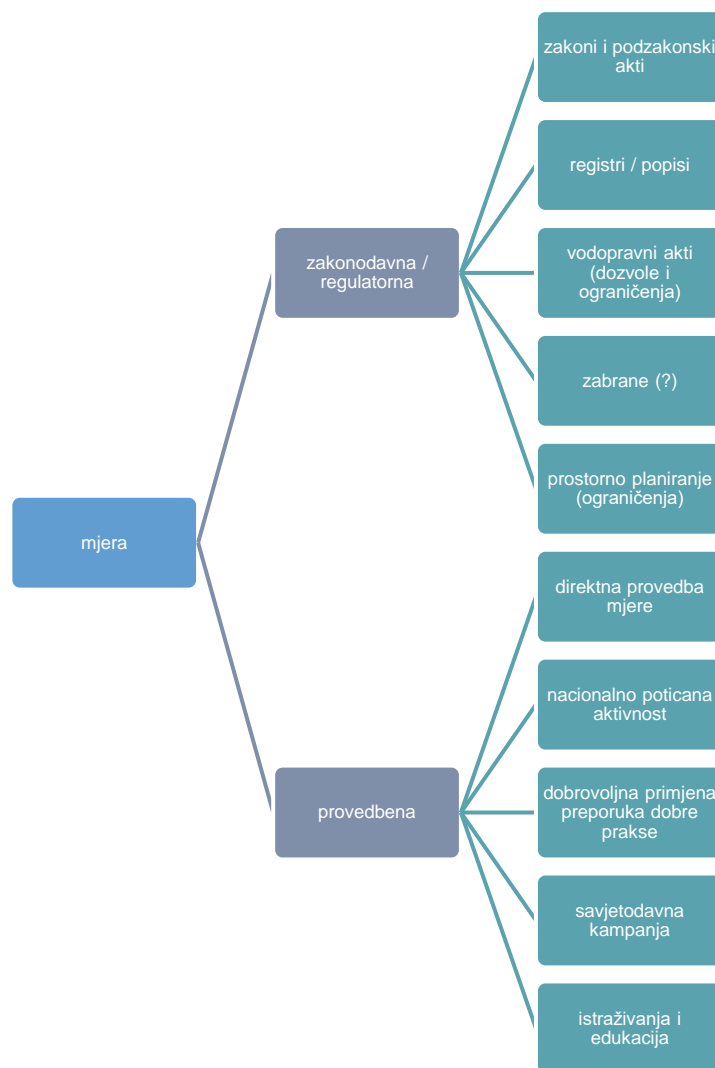 zakoni i podzakonski
akti
registri / popisi
zakonodavna /
regulatorna
vodopravni akti
(dozvole i
ograničenja)
zabrane (?)
prostorno planiranje
(ograničenja)
mjera
direktna provedba
mjere
nacionalno poticana
aktivnost
provedbena
dobrovoljna primjena
preporuka dobre
prakse
savjetodavna
kampanja
istraživanja i
edukacija